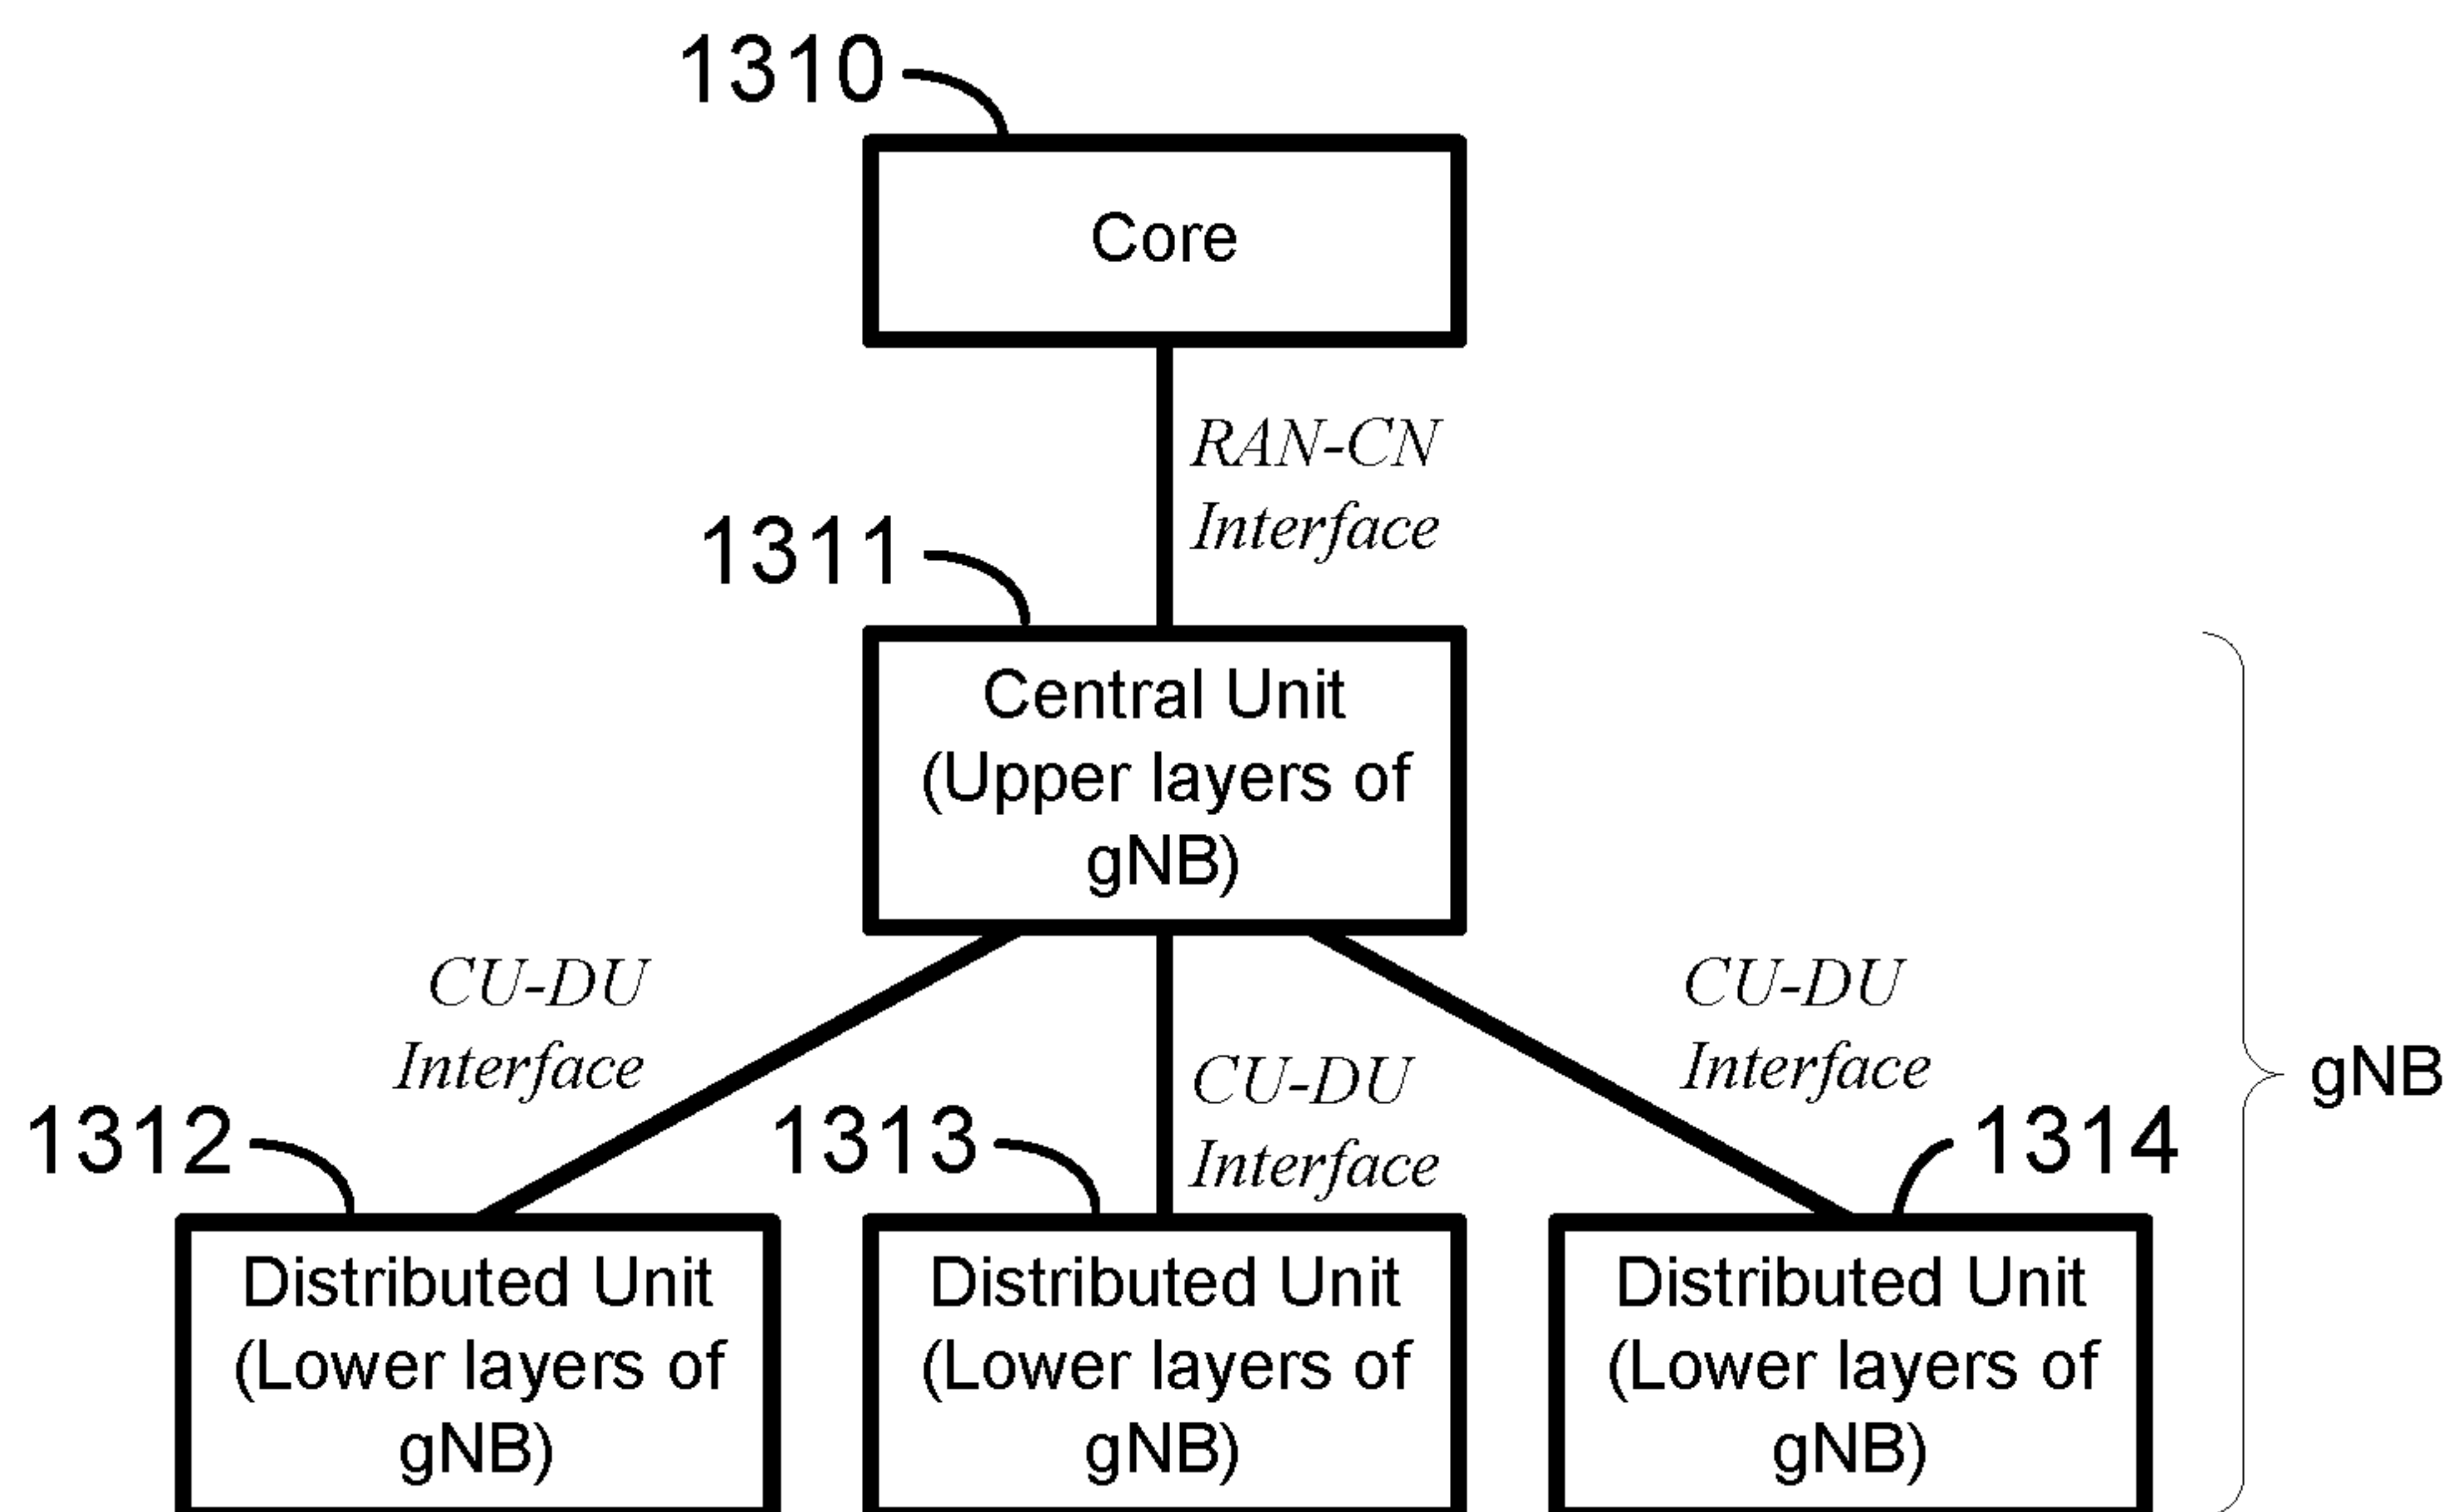 1310
Core
RAN-CN
Interface
1311
Central Unit
(Upper layers of
gNB)
CU-DU
Interface
CU-DU
Interface
CU-DU
Interface
gNB
1312
1313
1314
Distributed Unit
(Lower layers of
gNB)
Distributed Unit
(Lower layers of
gNB)
Distributed Unit
(Lower layers of
gNB)